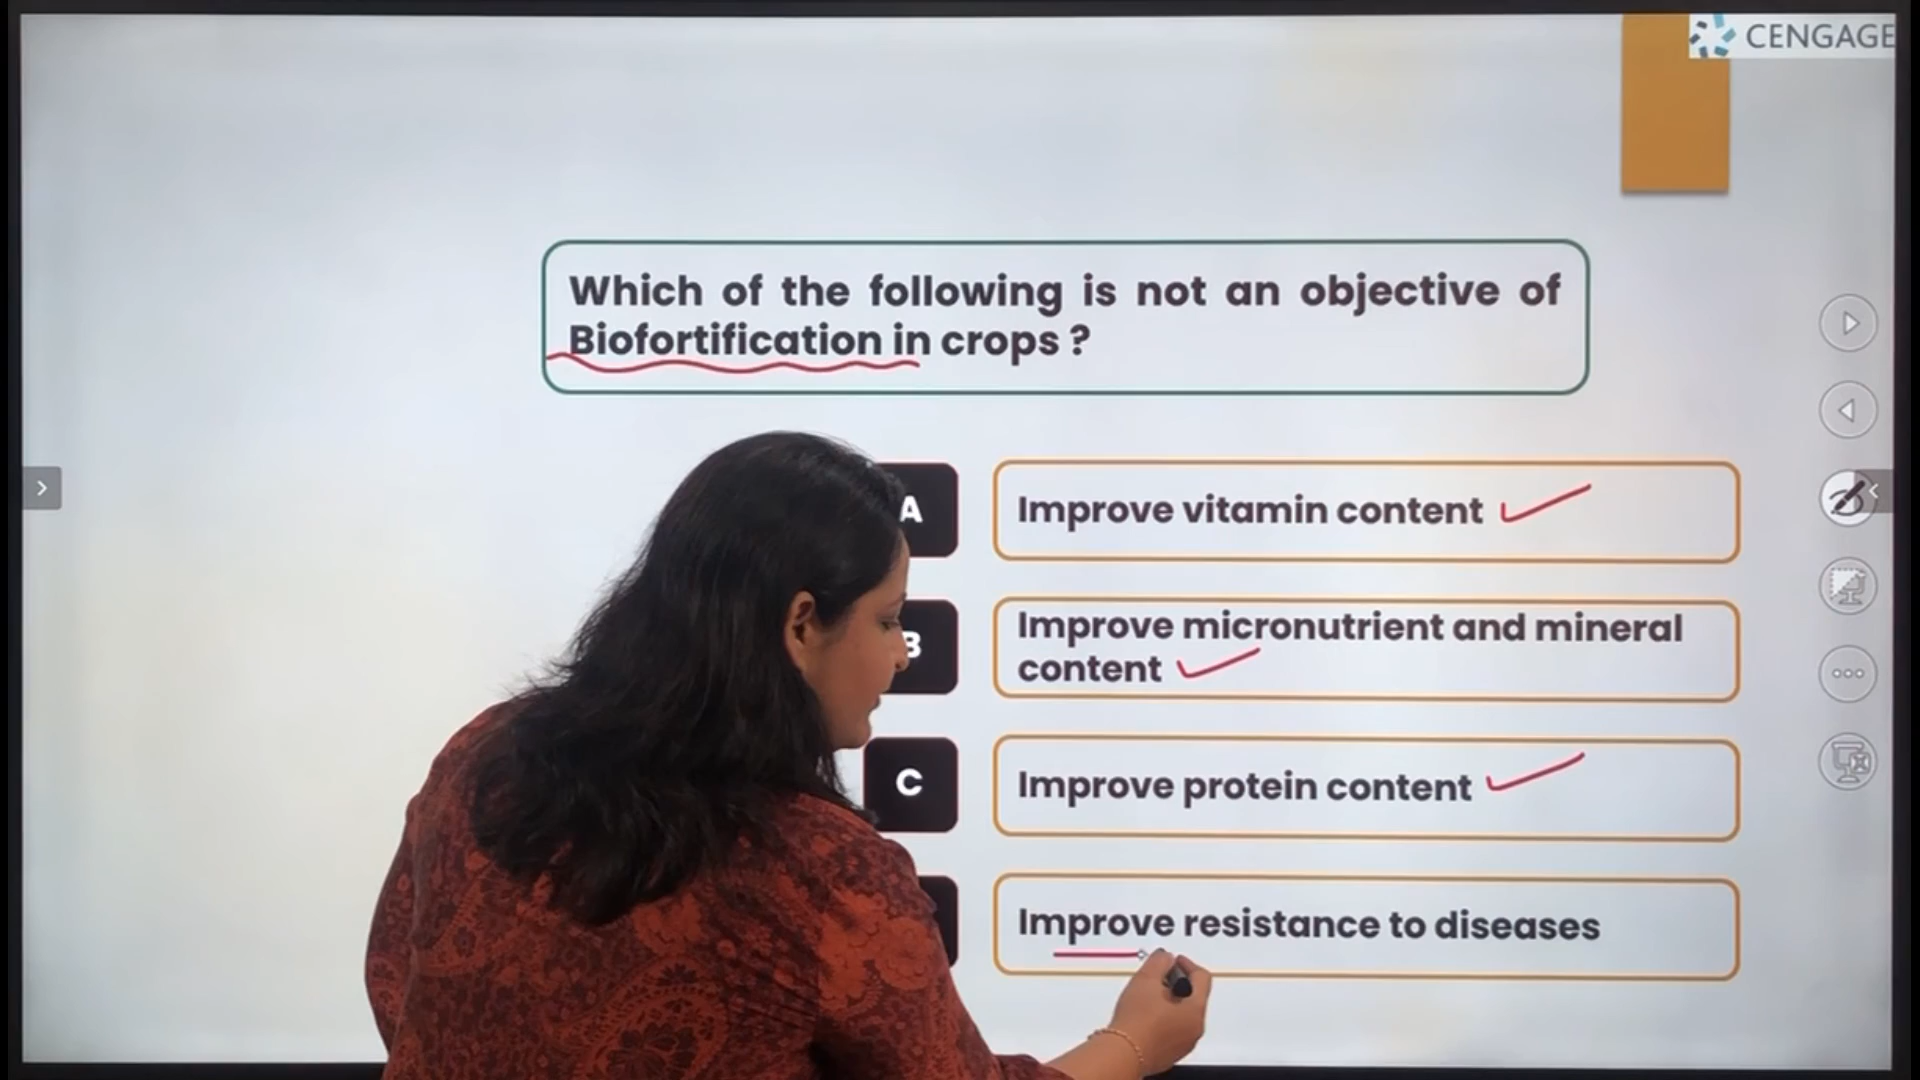 CENGAGE
Which of the following is not an objective of
Biofortification in crops ?
A
Improve vitamin content
B
Improve micronutrient and mineral
content
C
Improve protein content
Improve resistance to diseases